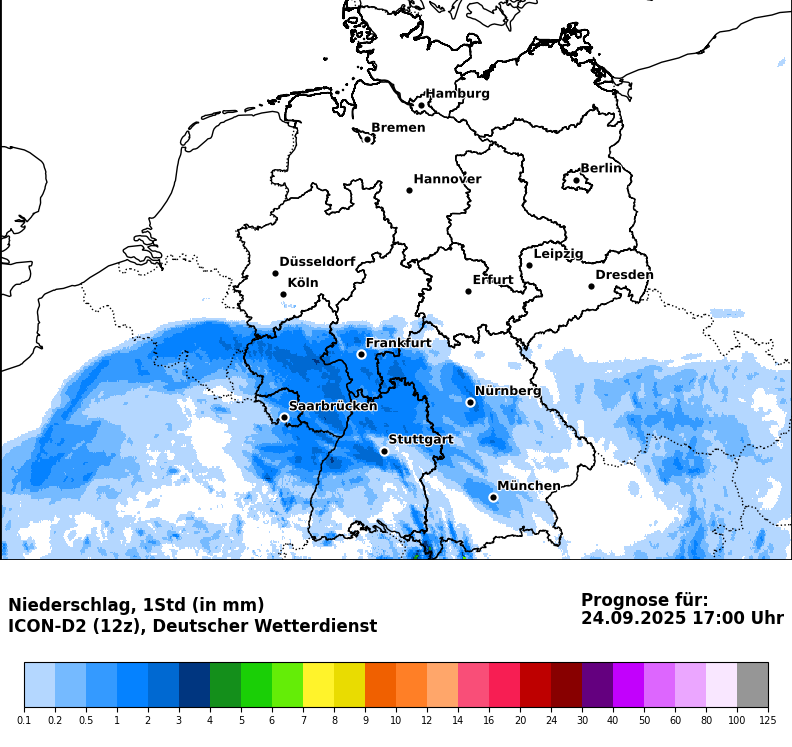 Hamburg
Bremen
Berlin
Hannover
Leipzig
Düsseldorf
Dresden
Köln
Erfurt
Frankfurt
Nürnberg
Saarbrücken
Stuttgart
München
Niederschlag, 1Std (in mm)
ICON-D2 (12z), Deutscher Wetterdienst
Prognose für:
24.09.2025 17:00 Uhr
0.1 0.2 0.5 1 2 3 4 5 6 7 8 9 10 12 14 16 20 24 30 40 50 60 80 100 125